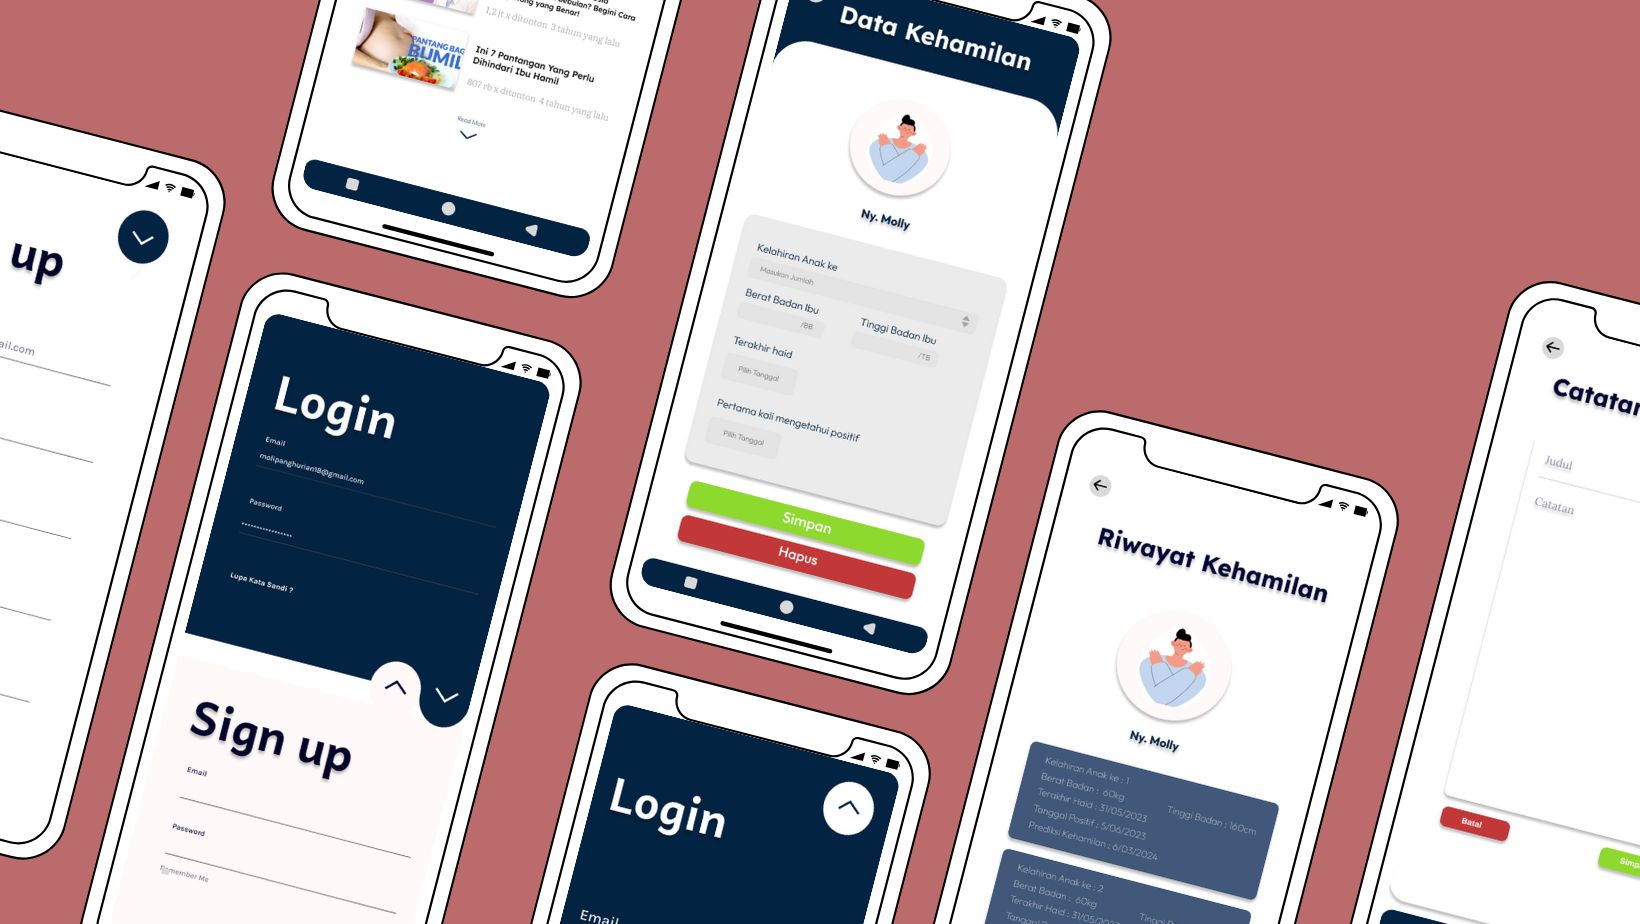 up
ail.com
Login
Email
molipanghurian18@gmail.com
Password
Lupa Kata Sandi ?
Sign up
Email
Password
Remember Me
bulan? Begini Cara
yang Benar!
1,2 jt x ditonton 3 tahun yang lalu
PANTANG BAG
BUMIL
Ini 7 Pantangan Yang Perlu
Dihindari Ibu Hamil
807 rb x ditonton 4 tahun yang lalu
Read More
Data Kehamilan
Ny. Molly
Kelahiran Anak ke
Masukan Jumlah
Berat Badan Ibu
/BB
Tinggi Badan Ibu
/TB
Terakhir haid
Pilih Tanggal
Pertama kali mengetahui positif
Pilih Tanggal
Simpan
Hapus
Login
Email
Riwayat Kehamilan
Ny. Molly
Kelahiran Anak ke : 1
Berat Badan : 60kg
Tinggi Badan : 160cm
Terakhir Haid : 31/05/2023
Tanggal Positif : 5/06/2023
Prediksi Kehamilan : 6/03/2024
Kelahiran Anak ke : 2
Berat Badan : 60kg
Tinggi B
Terakhir Haid : 31/05/202
Catatan
Judul
Catatan
Batal
Simp